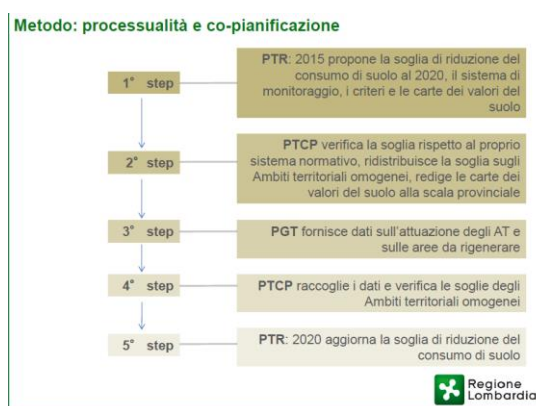 Metodo: processualità e co-pianificazione
1° step
PTR: 2015 propone la soglia di riduzione del
consumo di suolo al 2020, il sistema di
monitoraggio, i criteri e le carte dei valori del
suolo
2° step
PTCP verifica la soglia rispetto al proprio
sistema normativo, ridistribuisce la soglia sugli
Ambiti territoriali omogenei, redige le carte dei
valori del suolo alla scala provinciale
3° step
PGT fornisce dati sull'attuazione degli AT e
sulle aree da rigenerare
4° step
PTCP raccoglie i dati e verifica le soglie degli
Ambiti territoriali omogenei
5° step
PTR: 2020 aggiorna la soglia di riduzione del
consumo di suolo
Regione
Lombardia